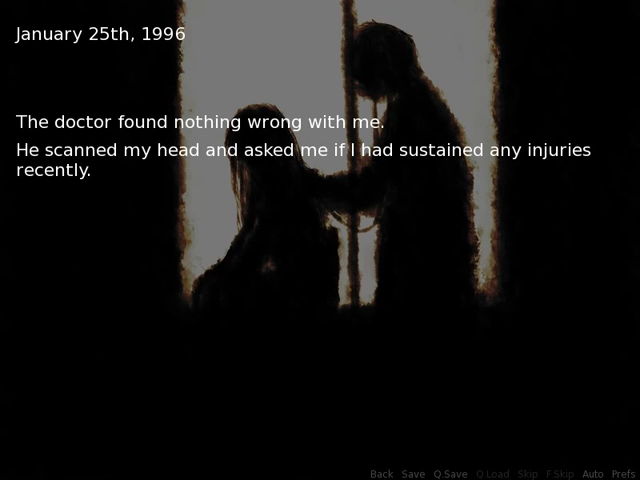 January 25th, 1996
The doctor found nothing wrong with me.
He scanned my head and asked me if I had sustained any injuries
recently.
Back Save Q.Save Q.Load Skip F.Skip Auto Prefs